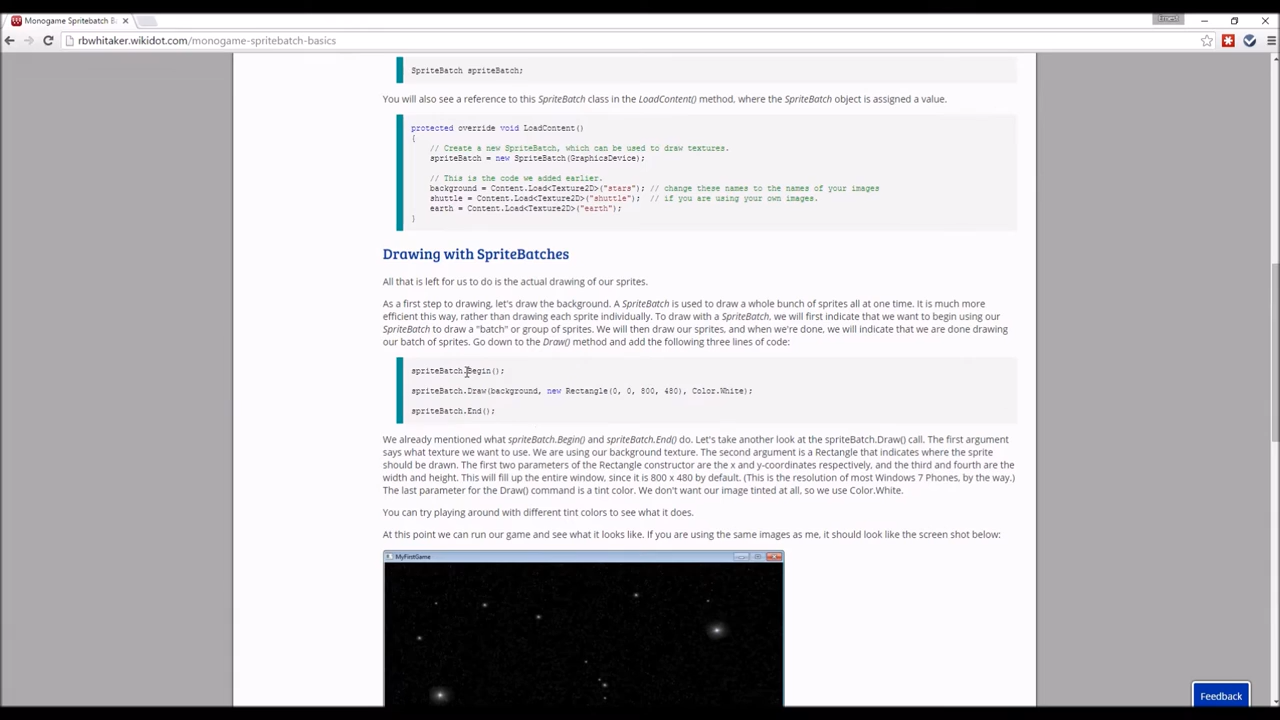 Monogame Spritebatch B
Ernest
rbwhitaker.wikidot.com/monogame-spritebatch-basics
SpriteBatch spriteBatch;
You will also see a reference to this SpriteBatch class in the LoadContent() method, where the SpriteBatch object is assigned a value.
protected override void LoadContent()
{
// Create a new SpriteBatch, which can be used to draw textures.
spriteBatch = new SpriteBatch(GraphicsDevice);
// This is the code we added earlier.
background = Content.Load<Texture2D>("stars"); // change these names to the names of your images
shuttle = Content.Load<Texture2D>("shuttle");  // if you are using your own images.
earth = Content.Load<Texture2D>("earth");
}
Drawing with SpriteBatches
All that is left for us to do is the actual drawing of our sprites.
As a first step to drawing, let's draw the background. A SpriteBatch is used to draw a whole bunch of sprites all at one time. It is much more
efficient this way, rather than drawing each sprite individually. To draw with a SpriteBatch, we will first indicate that we want to begin using our
SpriteBatch to draw a "batch" or group of sprites. We will then draw our sprites, and when we're done, we will indicate that we are done drawing
our batch of sprites. Go down to the Draw() method and add the following three lines of code:
spriteBatch.Begin();
spriteBatch.Draw(background, new Rectangle(0, 0, 800, 480), Color.White);
spriteBatch.End();
We already mentioned what spriteBatch.Begin() and spriteBatch.End() do. Let's take another look at the spriteBatch.Draw() call. The first argument
says what texture we want to use. We are using our background texture. The second argument is a Rectangle that indicates where the sprite
should be drawn. The first two parameters of the Rectangle constructor are the x and y-coordinates respectively, and the third and fourth are the
width and height. This will fill up the entire window, since it is 800 x 480 by default. (This is the resolution of most Windows 7 Phones, by the way.)
The last parameter for the Draw() command is a tint color. We don't want our image tinted at all, so we use Color.White.
You can try playing around with different tint colors to see what it does.
At this point we can run our game and see what it looks like. If you are using the same images as me, it should look like the screen shot below:
MyFirstGame
Feedback